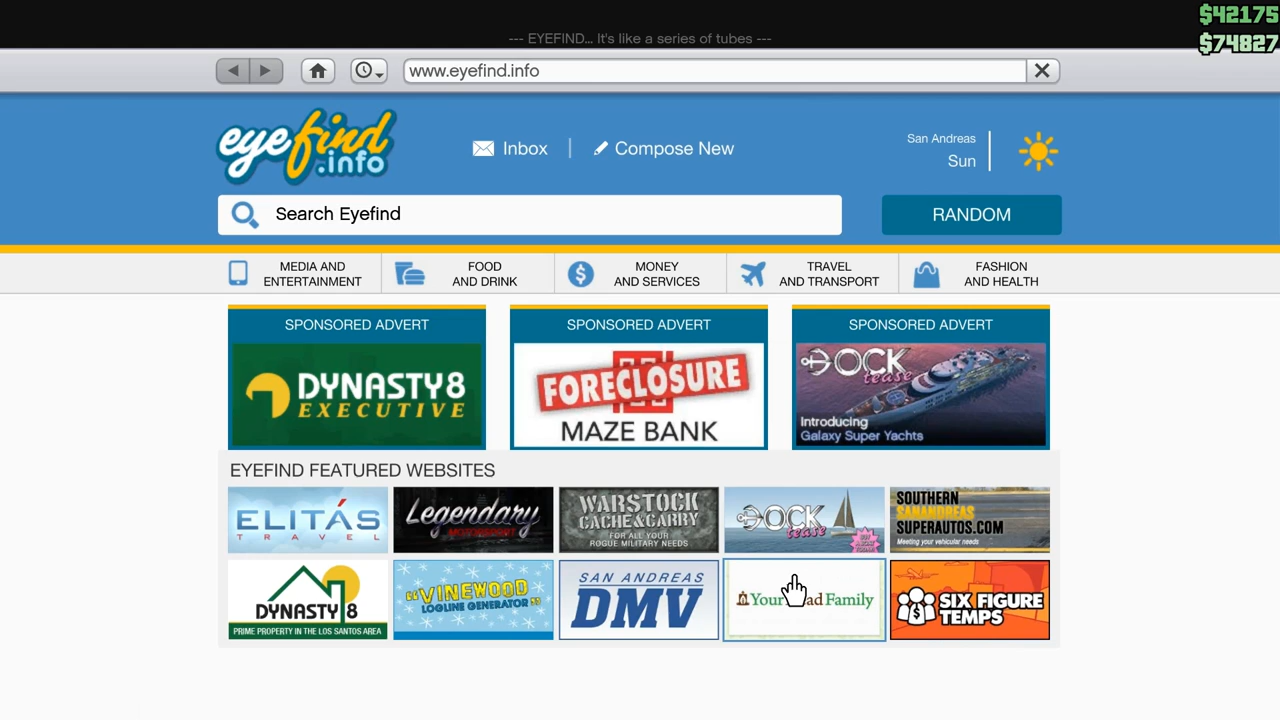 $42175
--- EYEFIND... It's like a series of tubes ---
$74827
www.eyefind.info
eyefind
.info
Inbox
Compose New
San Andreas
Sun
Search Eyefind
RANDOM
MEDIA AND
ENTERTAINMENT
FOOD
AND DRINK
MONEY
AND SERVICES
TRAVEL
AND TRANSPORT
FASHION
AND HEALTH
SPONSORED ADVERT
DYNASTY8
EXECUTIVE
SPONSORED ADVERT
FORECLOSURE
MAZE BANK
SPONSORED ADVERT
DOCK
tease
Introducing
Galaxy Super Yachts
EYEFIND FEATURED WEBSITES
ELITÁS
TRAVEL
Legendary
MOTORSPORT
WARSTOCK
CACHE&CARRY
FOR ALL YOUR
ROGUE MILITARY NEEDS
DOCK
tease
SOUTHERN
SANANDREAS
SUPERAUTOS.COM
Meeting your vehicular needs
DYNASTY 8
PRIME PROPERTY IN THE LOS SANTOS AREA
"VINEWOOD
LOGLINE GENERATOR"
SAN ANDREAS
DMV
Your Family
SIX FIGURE
TEMPS